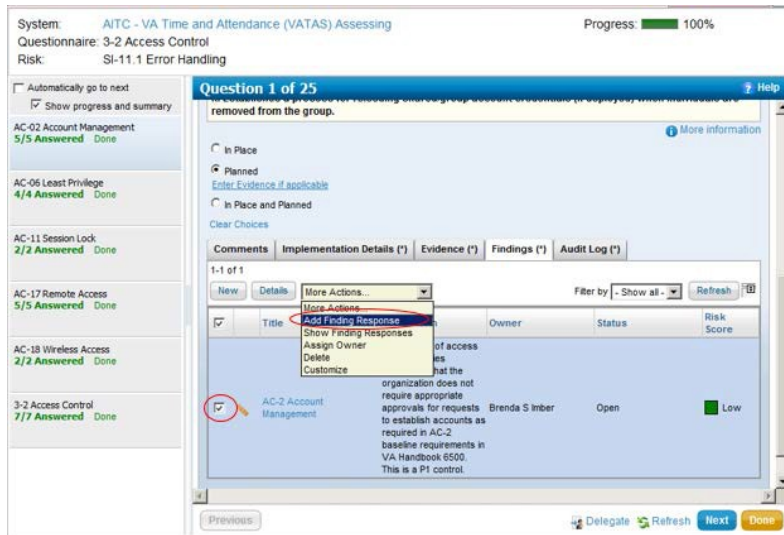 System: AITC - VA Time and Attendance (VATAS) Assessing
Progress: 100%
Questionnaire: 3-2 Access Control
Risk: SI-11.1 Error Handling
Automatically go to next
Show progress and summary
AC-02 Account Management
5/5 Answered Done
AC-06 Least Privilege
4/4 Answered Done
AC-11 Session Lock
2/2 Answered Done
AC-17 Remote Access
5/5 Answered Done
AC-18 Wireless Access
2/2 Answered Done
3-2 Access Control
7/7 Answered Done
Question 1 of 25
Help
removed from the group.
More information
In Place
Planned
Enter Evidence if applicable
In Place and Planned
Clear Choices
Comments Implementation Details (*) Evidence (*) Findings (*) Audit Log (*)
1-1 of 1
New Details More Actions... Filter by - Show all - Refresh
More Actions...
Add Finding Response
Show Finding Responses
Assign Owner
Delete
Customize
Title Owner Status Risk Score
AC-2 Account Management
of access
hat the
organization does not
require appropriate
approvals for requests
to establish accounts as
required in AC-2
baseline requirements in
VA Handbook 6500.
This is a P1 control.
Brenda S Imber
Open
Low
Previous
Delegate Refresh Next Done